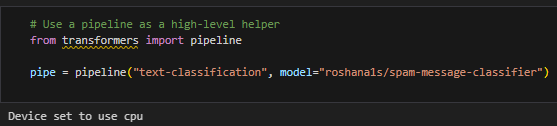 # Use a pipeline as a high-level helper
from transformers import pipeline
pipe = pipeline("text-classification", model="roshana1s/spam-message-classifier")
Device set to use cpu